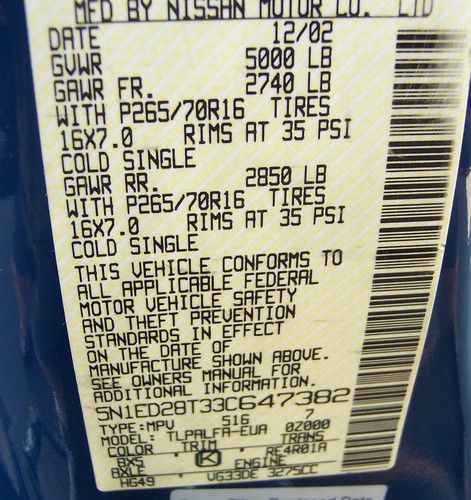 MFD BY NISSAN MOTOR CO. LTD
DATE 12/02
GVWR 5000 LB
GAWR FR. 2740 LB
WITH P265/70R16 TIRES
16X7.0 RIMS AT 35 PSI
COLD SINGLE
GAWR RR. 2850 LB
WITH P265/70R16 TIRES
16X7.0 RIMS AT 35 PSI
COLD SINGLE
THIS VEHICLE CONFORMS TO
ALL APPLICABLE FEDERAL
MOTOR VEHICLE SAFETY
AND THEFT PREVENTION
STANDARDS IN EFFECT
ON THE DATE OF
MANUFACTURE SHOWN ABOVE.
SEE OWNERS MANUAL FOR
ADDITIONAL INFORMATION.
5N1ED28T33C647382
TYPE:MPV 516 7
MODEL: TLPALFA-EUA 0Z000
COLOR TRIM TRANS
BX5 K RE4R01A
BXLE ENGINE
HG49 VG33DE 3275CC